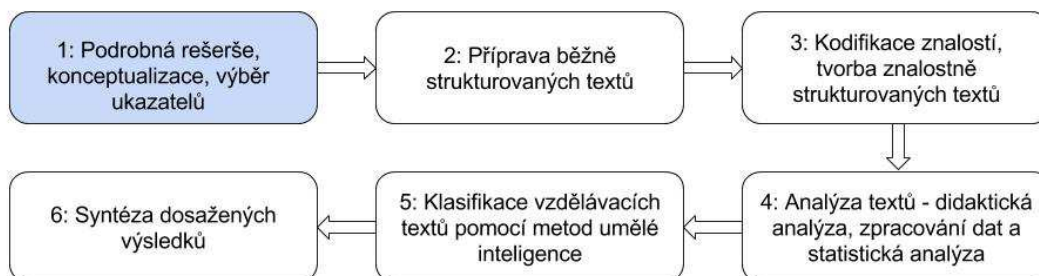 1: Podrobná rešerše,
konceptualizace, výběr
ukazatelů
2: Příprava běžně
strukturovaných textů
3: Kodifikace znalostí,
tvorba znalostně
strukturovaných textů
4: Analýza textů - didaktická
analýza, zpracování dat a
statistická analýza
5: Klasifikace vzdělávacích
textů pomocí metod umělé
inteligence
6: Syntéza dosažených
výsledků